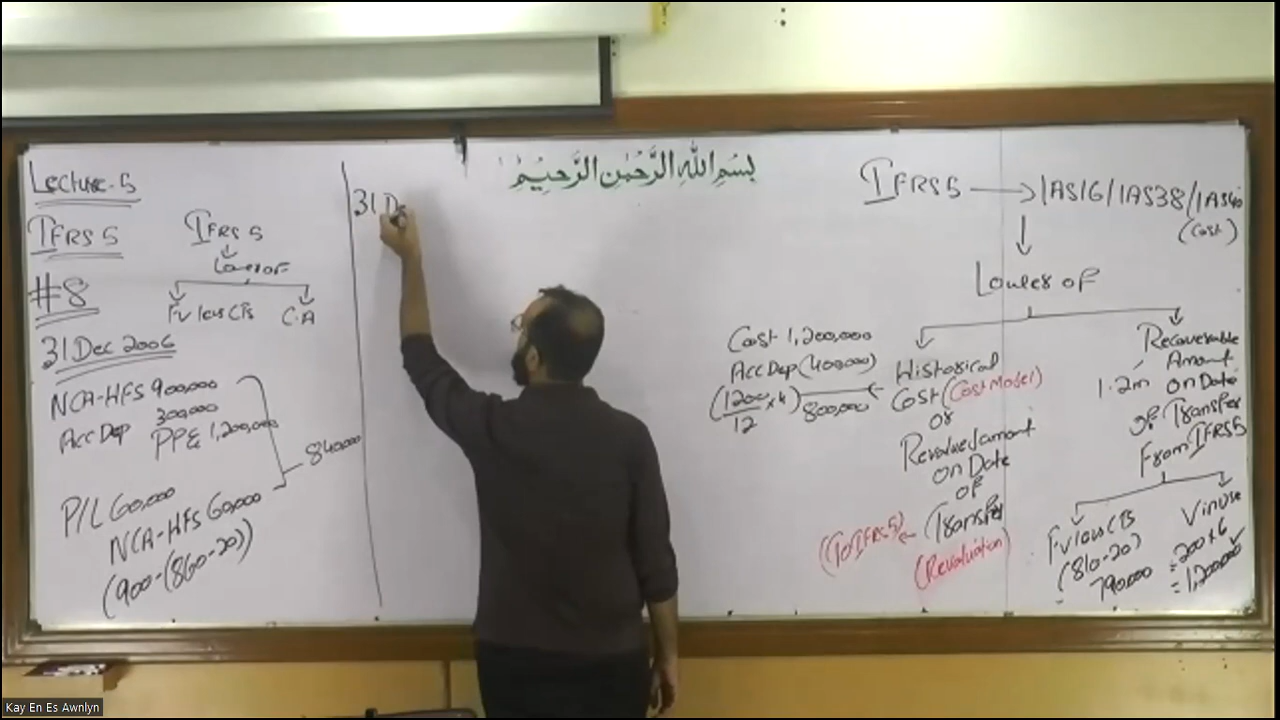 Lecture-5
IFRS 5
#8
31 Dec 2006
NCA-HFS 900,000
Acc Dep 300,000
PPE 1,200,000
840,000
P/L 60,000
NCA-HFS 60,000
(900-(860-20))
IFRS 5
Lower of
Fv less CTS
C.A
31 De
بسم الله الرحمن الرحيم
IFRS 5 → IAS16/IAS38/IAS40
(Cost)
Lower of
Cost 1,200,000
Acc Dep (400,000)
(1200/12 x 4) 800,000
Historical
Cost (Cost Model)
or
Revalued amount
on Date
of
Transfer
(To IFRS 5)
(Revaluation)
Recoverable
Amount
1.2m on Date
of Transfer
From IFRS 5
Fv less CTS
(810-20)
= 790,000
V in use
= 200 x 6
= 1,200,000
Kay En Es Awnlyn